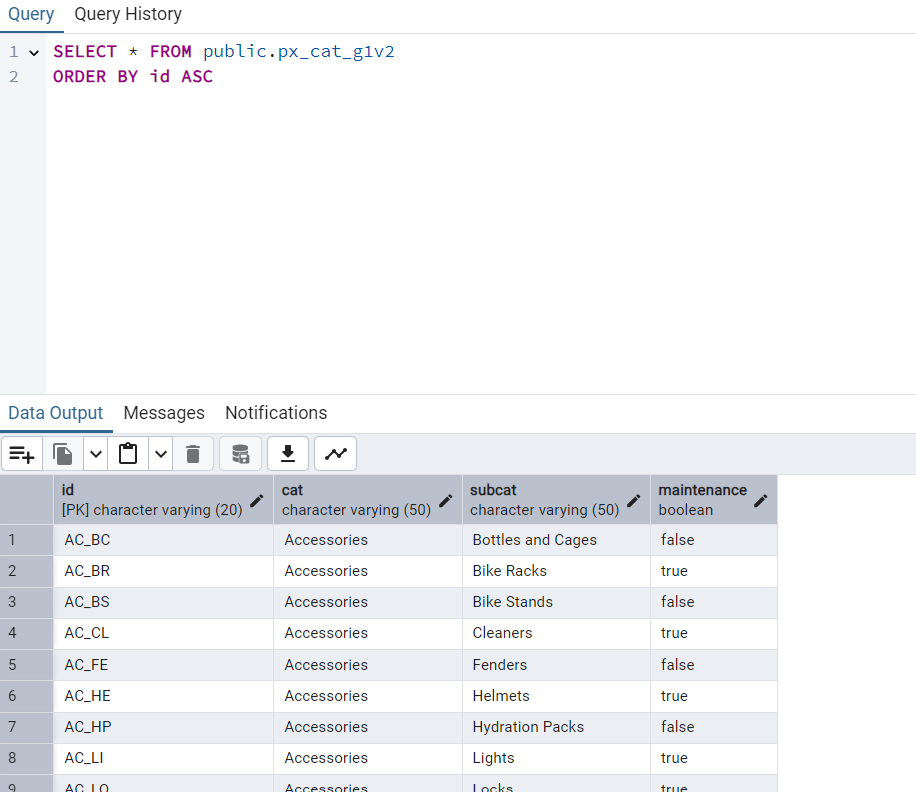 Query Query History
1 SELECT * FROM public.px_cat_g1v2
2 ORDER BY id ASC
Data Output Messages Notifications
id cat subcat maintenance
[PK] character varying (20) character varying (50) character varying (50) boolean
1 AC_BC Accessories Bottles and Cages false
2 AC_BR Accessories Bike Racks true
3 AC_BS Accessories Bike Stands false
4 AC_CL Accessories Cleaners true
5 AC_FE Accessories Fenders false
6 AC_HE Accessories Helmets true
7 AC_HP Accessories Hydration Packs false
8 AC_LI Accessories Lights true
9 AC_LO Accessories Locks true